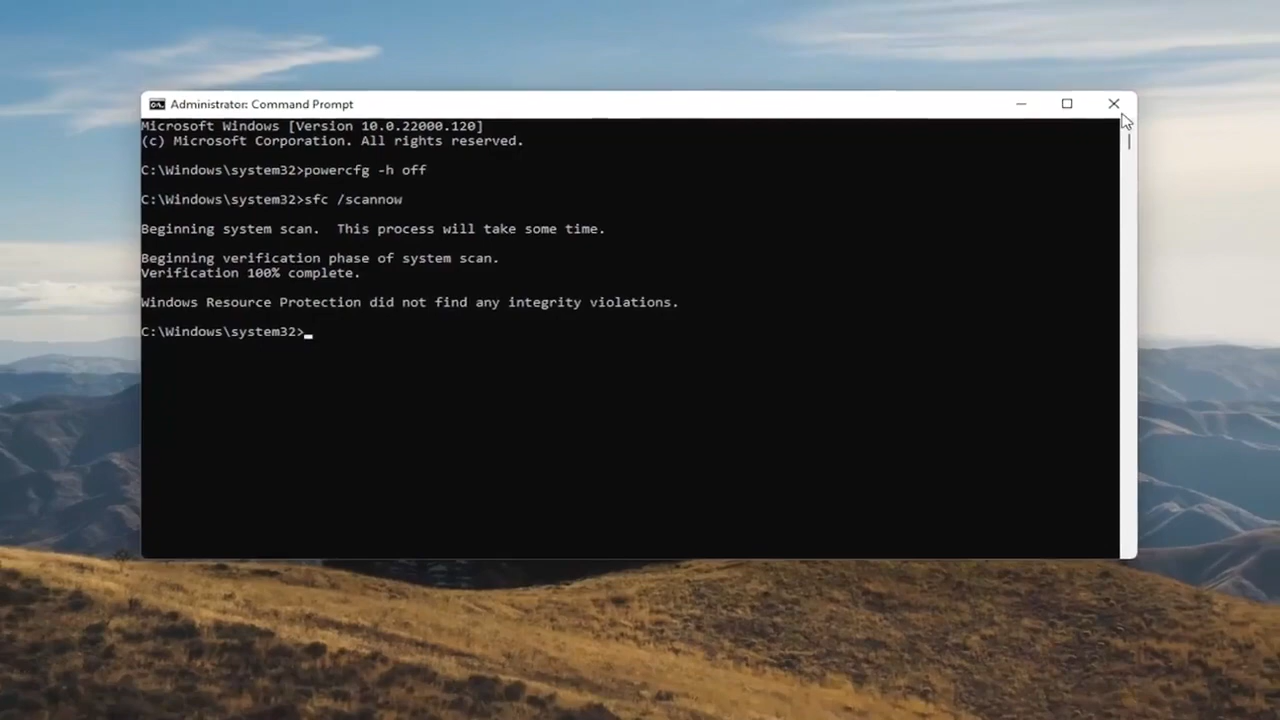 Administrator: Command Prompt
Microsoft Windows [Version 10.0.22000.120]
(c) Microsoft Corporation. All rights reserved.
C:\Windows\system32>powercfg -h off
C:\Windows\system32>sfc /scannow
Beginning system scan.  This process will take some time.
Beginning verification phase of system scan.
Verification 100% complete.
Windows Resource Protection did not find any integrity violations.
C:\Windows\system32>